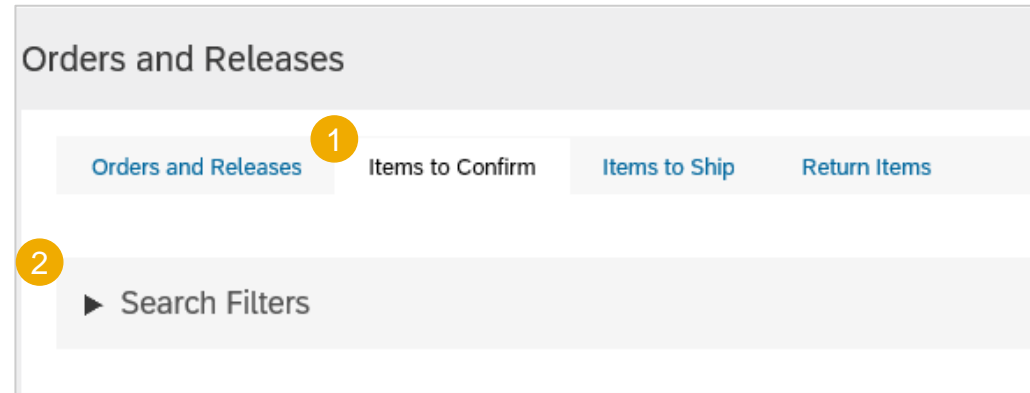 Orders and Releases
1
Orders and Releases Items to Confirm Items to Ship Return Items
2
Search Filters